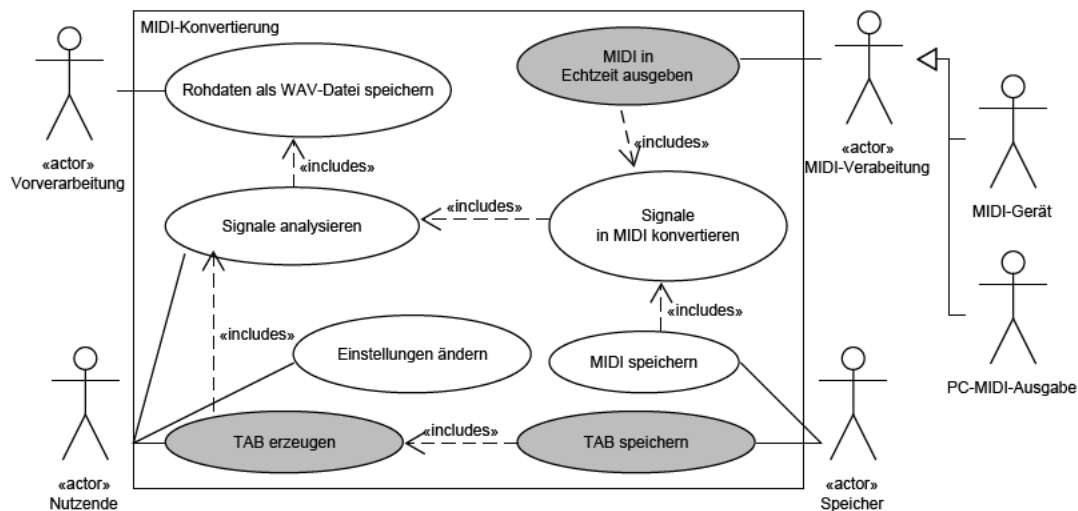 MIDI-Konvertierung
Rohdaten als WAV-Datei speichern
MIDI in
Echtzeit ausgeben
«actor»
Vorverarbeitung
«includes»
«includes»
«actor»
MIDI-Verabeitung
MIDI-Gerät
Signale analysieren
«includes»
Signale
in MIDI konvertieren
«includes»
«includes»
Einstellungen ändern
MIDI speichern
PC-MIDI-Ausgabe
TAB erzeugen
«includes»
TAB speichern
«actor»
Nutzende
«actor»
Speicher